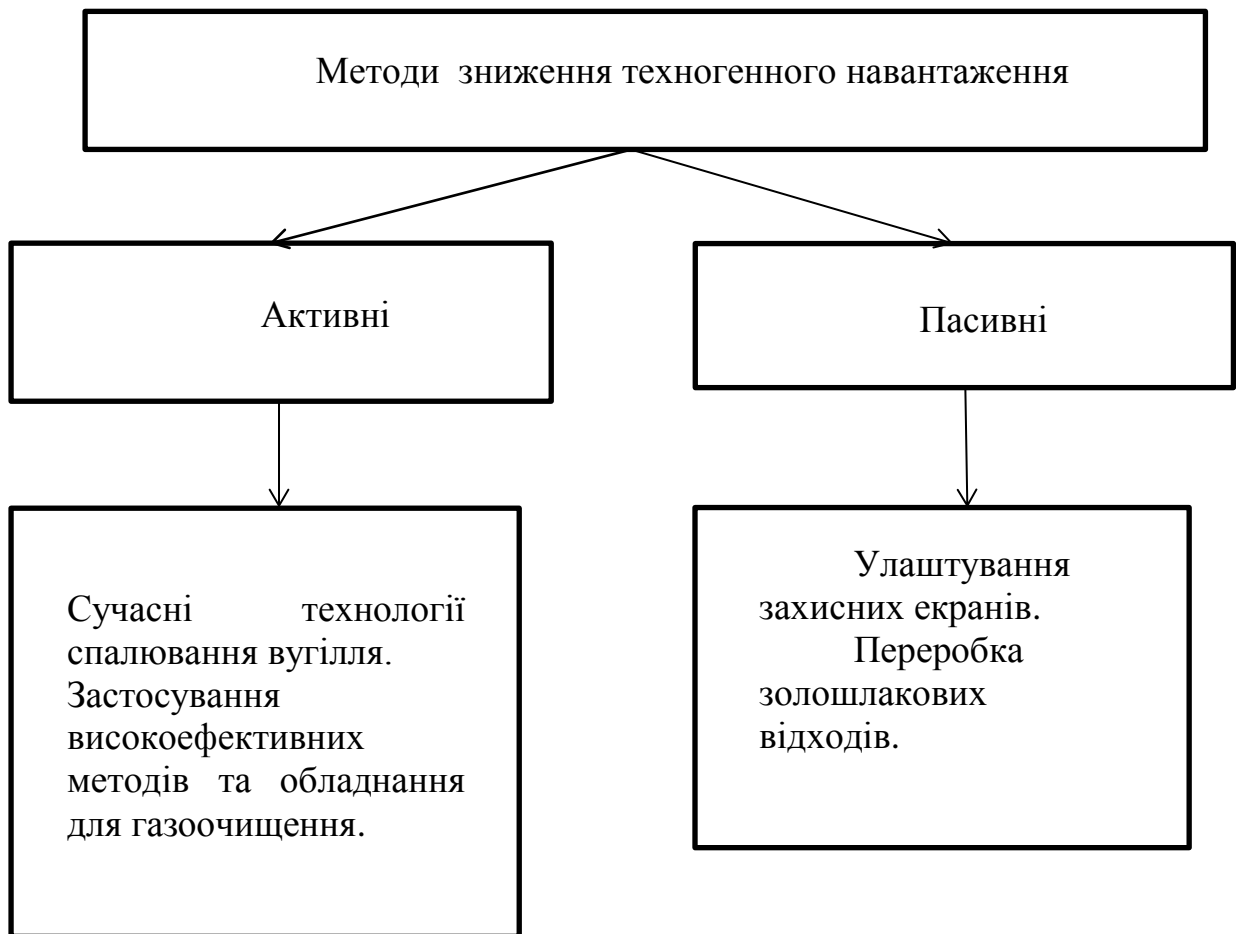 Методи зниження техногенного навантаження
Активні
Пасивні
Сучасні технології
спалювання вугілля.
Застосування
високоефективних
методів та обладнання
для газоочищення.
Улаштування
захисних екранів.
Переробка
золошлакових
відходів.